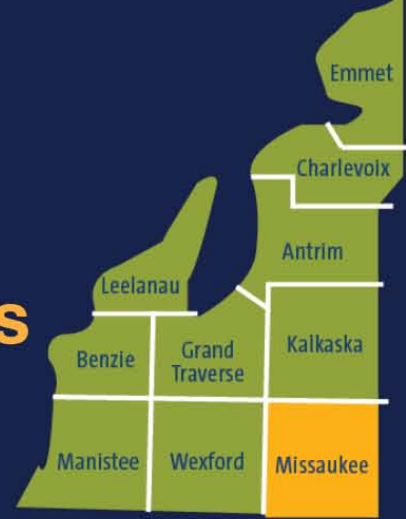 Emmet
Charlevoix
Antrim
Leelanau
s
Benzie
Grand
Traverse
Kalkaska
Manistee
Wexford
Missaukee